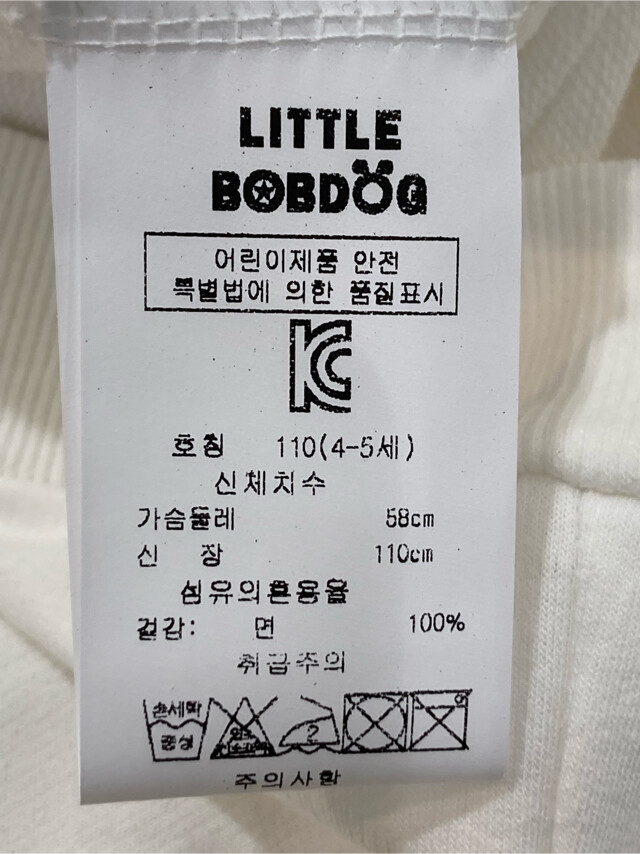 LITTLE
BOBDOG
어린이제품 안전
특별법에 의한 품질표시
KC
호칭 110(4-5세)
신체치수
가슴둘레 58cm
신 장 110cm
섬유의혼용율
겉감: 면 100%
취급주의
손세탁
중성
2
주의사항